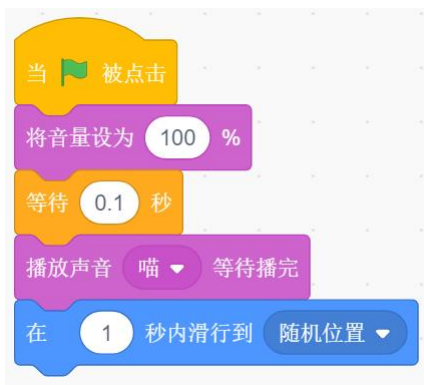 当 被点击
将音量设为 100 %
等待 0.1 秒
播放声音 喵 等待播完
在 1 秒内滑行到 随机位置